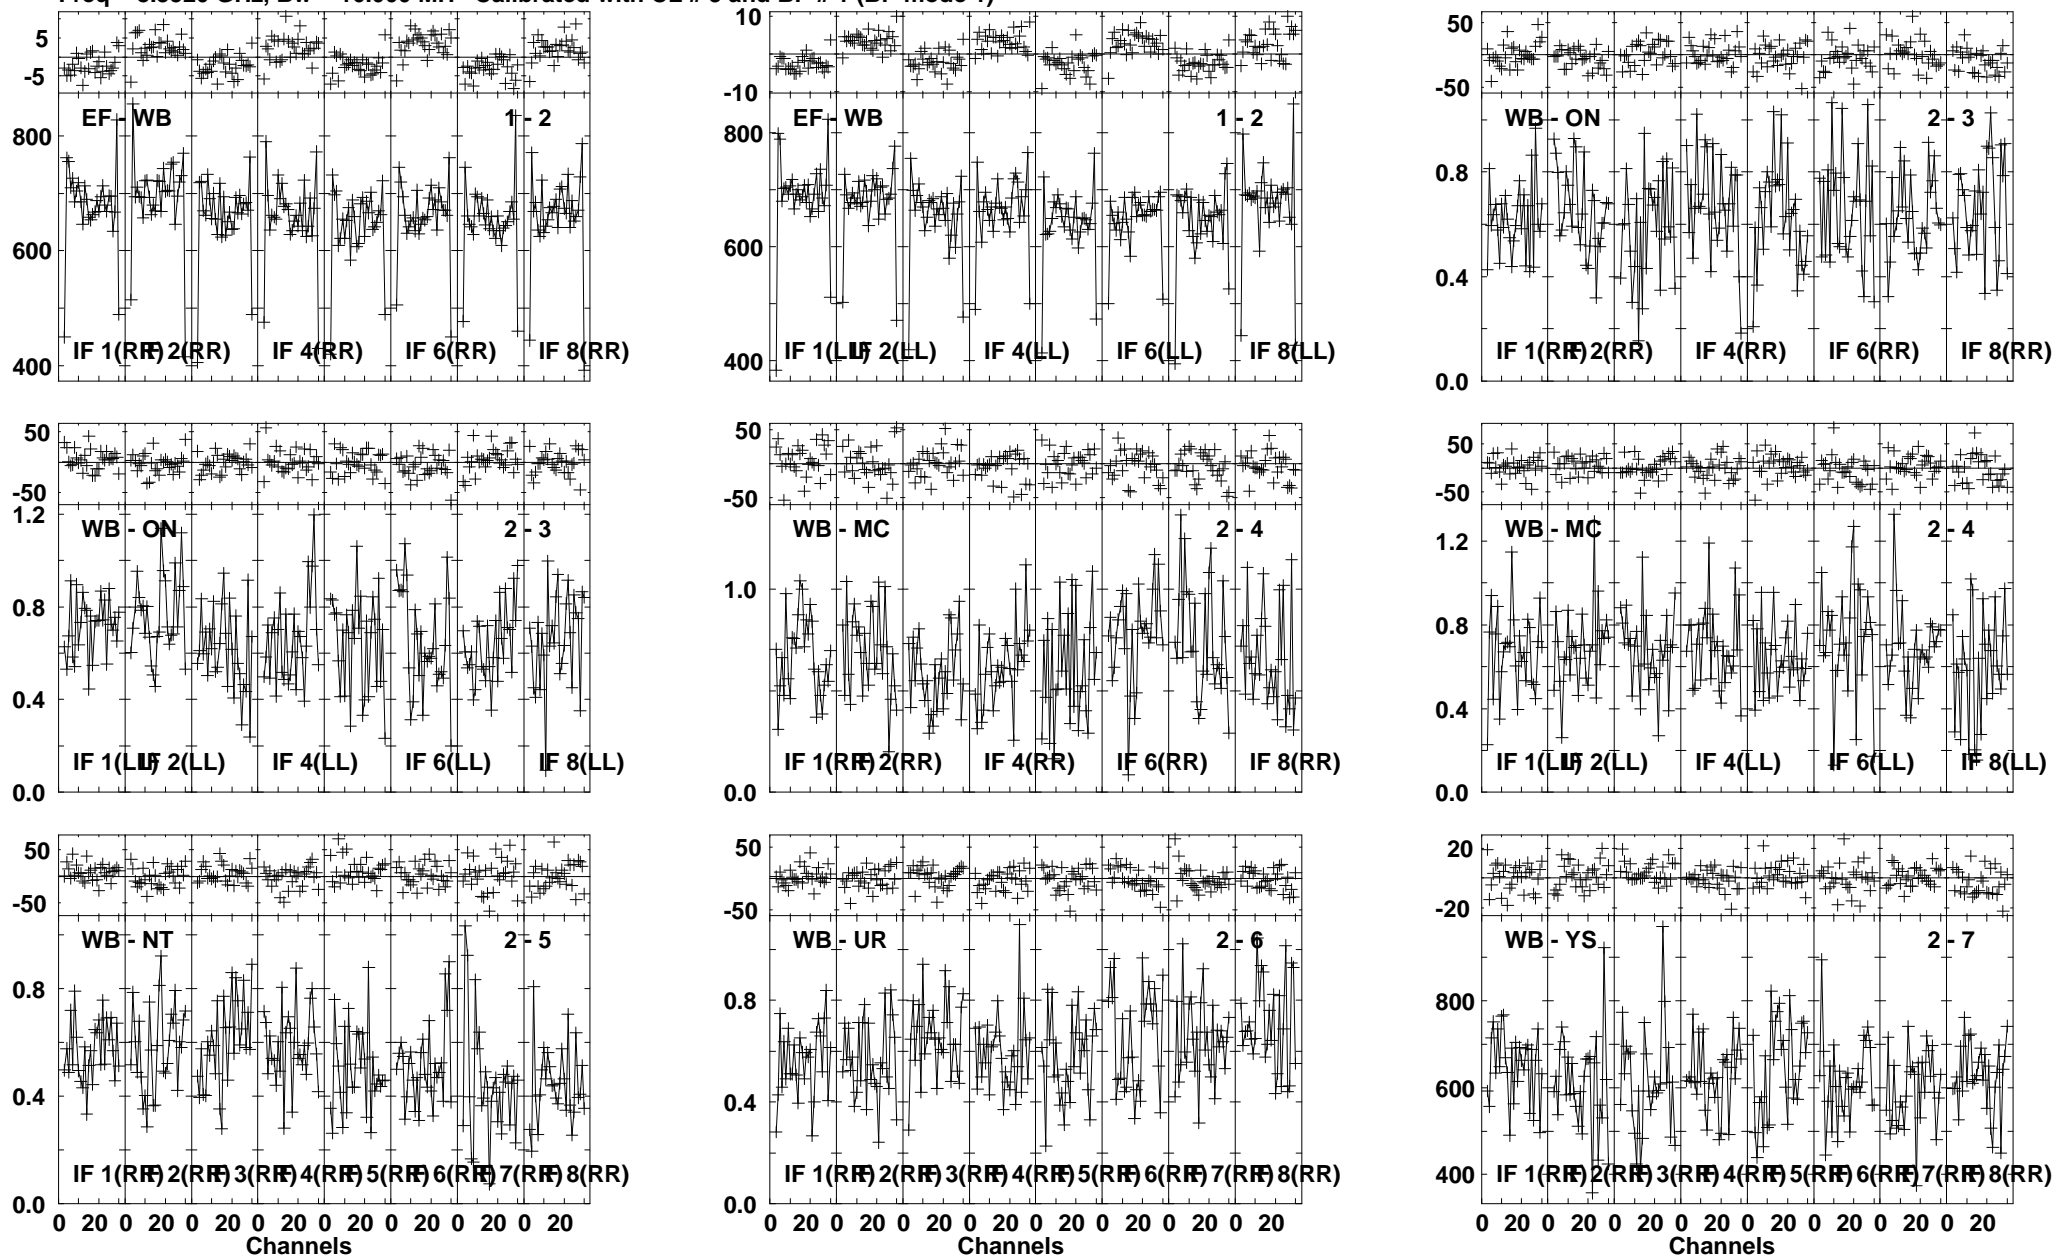 Freq = GHz, Bw = 16.000 MH Calibrated with CL # and BP # 1 (BP mode 1)
5
-5
800
600
400
EF - WB 1 - 2
IF 1(RR) IF 2(RR) IF 4(RR) IF 6(RR) IF 8(RR)
10
-10
800
600
400
EF - WB 1 - 2
IF 1(LL) IF 2(LL) IF 4(LL) IF 6(LL) IF 8(LL)
50
-50
0.8
0.4
0.0
WB - ON 2 - 3
IF 1(RR) IF 2(RR) IF 4(RR) IF 6(RR) IF 8(RR)
50
-50
1.2
0.8
0.4
0.0
WB - ON 2 - 3
IF 1(LL) IF 2(LL) IF 4(LL) IF 6(LL) IF 8(LL)
50
-50
1.0
0.0
WB - MC 2 - 4
IF 1(RR) IF 2(RR) IF 4(RR) IF 6(RR) IF 8(RR)
50
-50
1.2
0.8
0.4
0.0
WB - MC 2 - 4
IF 1(LL) IF 2(LL) IF 4(LL) IF 6(LL) IF 8(LL)
50
-50
0.8
0.4
0.0
WB - NT 2 - 5
IF 1(RR) IF 2(RR) IF 3(RR) IF 4(RR) IF 5(RR) IF 6(RR) IF 7(RR) IF 8(RR)
0 20 0 20 0 20 0 20 0 20 0 20 0 20 0 20
Channels
50
-50
0.8
0.4
0.0
WB - UR 2 - 6
IF 1(RR) IF 2(RR) IF 3(RR) IF 4(RR) IF 5(RR) IF 6(RR) IF 7(RR) IF 8(RR)
0 20 0 20 0 20 0 20 0 20 0 20 0 20 0 20
Channels
20
-20
800
600
400
WB - YS 2 - 7
IF 1(RR) IF 2(RR) IF 3(RR) IF 4(RR) IF 5(RR) IF 6(RR) IF 7(RR) IF 8(RR)
0 20 0 20 0 20 0 20 0 20 0 20 0 20 0 20
Channels